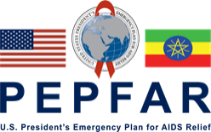 PEPFAR
U.S. President's Emergency Plan for AIDS Relief